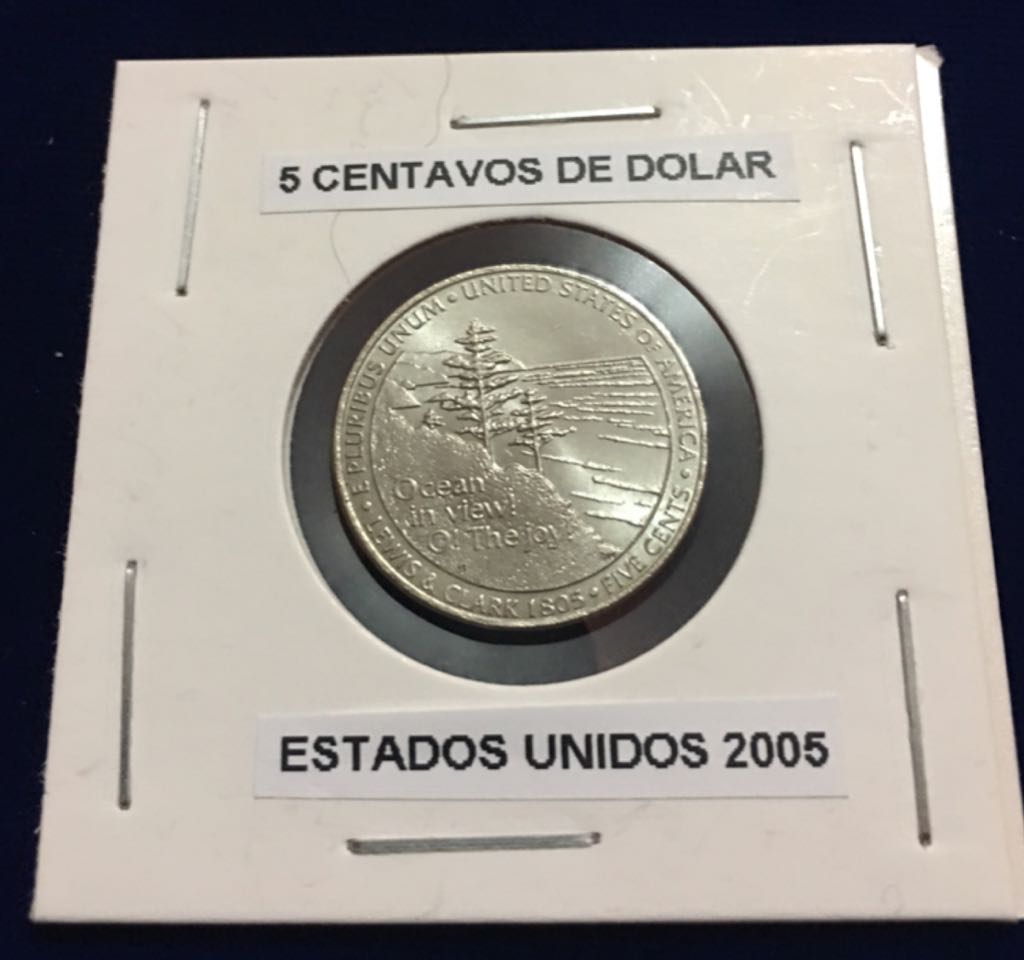 5 CENTAVOS DE DOLAR
E PLURIBUS UNUM • UNITED STATES OF AMERICA •
Ocean
in view!
O! The joy!
LEWIS & CLARK 1805 • FIVE CENTS •
ESTADOS UNIDOS 2005